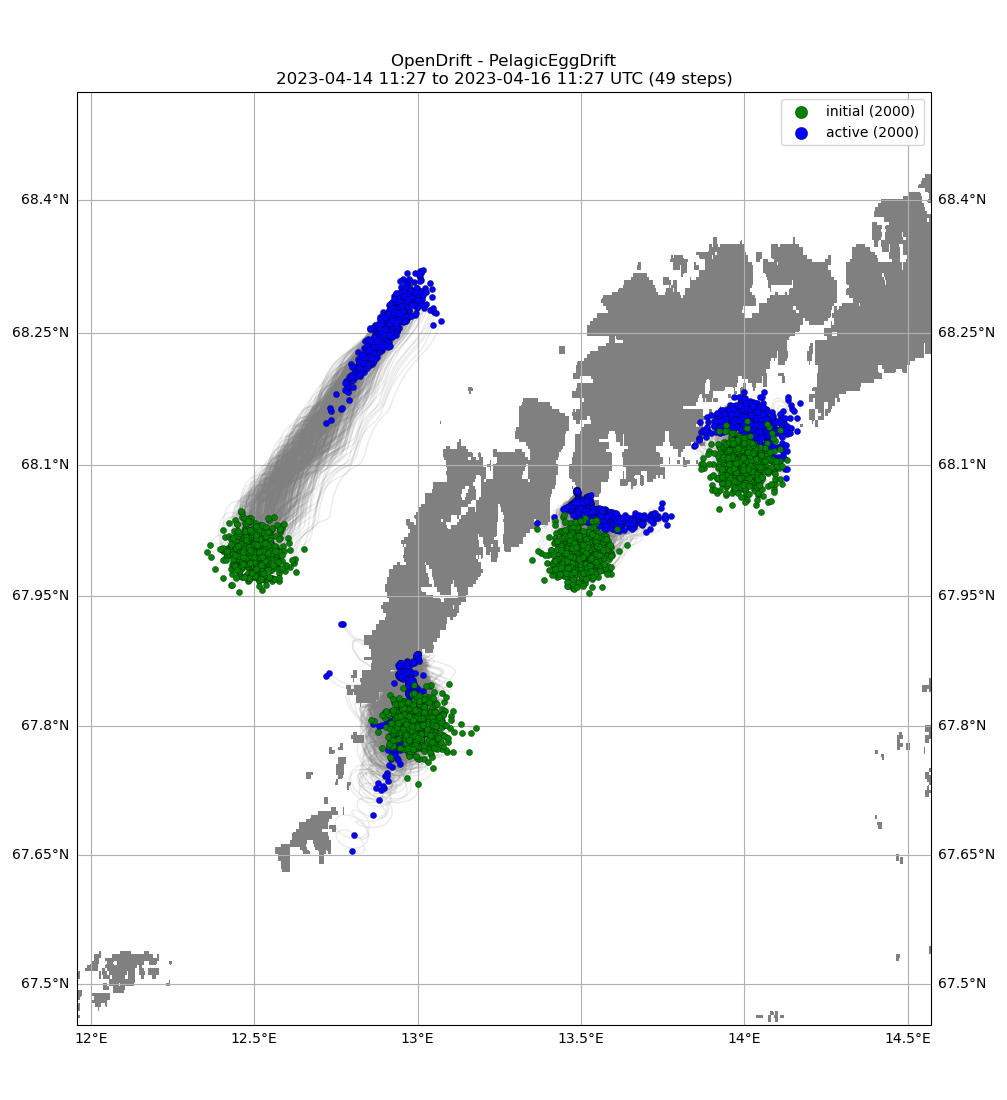 OpenDrift - PelagicEggDrift
2023-04-14 11:27 to 2023-04-16 11:27 UTC (49 steps)
initial (2000)
active (2000)
68.4°N
68.4°N
68.25°N
68.25°N
68.1°N
68.1°N
67.95°N
67.95°N
67.8°N
67.8°N
67.65°N
67.65°N
67.5°N
67.5°N
12°E
12.5°E
13°E
13.5°E
14°E
14.5°E